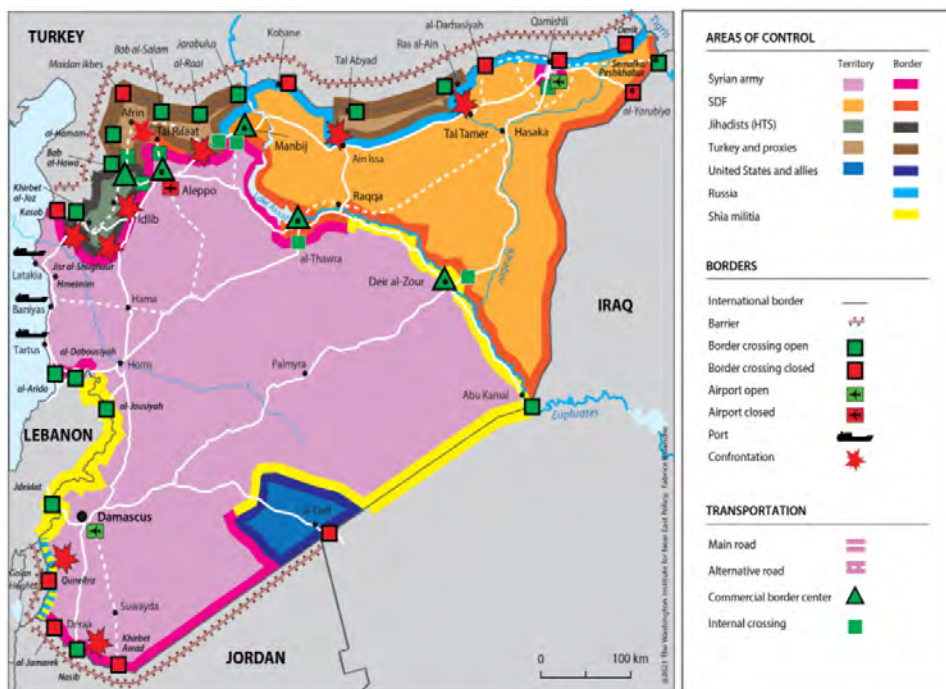 TURKEY
Maidan Ikbes
Bab al-Salam
al-Raai
Jarabulus
Kobane
Tal Abyad
al-Darbasiyah
Ras al-Ain
Qamishli
Derik
Tigris
Semalka/
Peshkhabur
al-Yarubiya
Afrin
Tal Rifaat
al-Hamam
Bab
al-Hawa
Manbij
Ain Issa
Tal Tamer
Hasaka
Khirbet
al-Joz
Kasab
Aleppo
Idlib
Raqqa
al-Thawra
Jisr al-Shughour
Latakia
Hmeimim
Deir al-Zour
IRAQ
Baniyas
Hama
Tartus
al-Dabousiyah
Homs
Palmyra
al-Arida
al-Jousiyah
Abu Kamal
Euphrates
LEBANON
Jdeidat
Damascus
al-Tanf
Golan
Heights
Quneitra
Suwayda
Deraa
Khirbet
Awad
al-Jamarek
Nasib
JORDAN
0 100 km
©2021 The Washington Institute for Near East Policy. Fabrice Balanche
AREAS OF CONTROL
Territory Border
Syrian army
SDF
Jihadists (HTS)
Turkey and proxies
United States and allies
Russia
Shia militia
BORDERS
International border
Barrier
Border crossing open
Border crossing closed
Airport open
Airport closed
Port
Confrontation
TRANSPORTATION
Main road
Alternative road
Commercial border center
Internal crossing